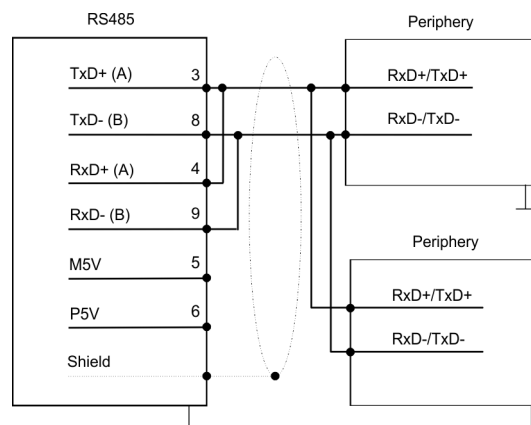 RS485
Periphery
TxD+ (A) 3
RxD+/TxD+
TxD- (B) 8
RxD-/TxD-
RxD+ (A) 4
RxD- (B) 9
Periphery
M5V 5
RxD+/TxD+
P5V 6
RxD-/TxD-
Shield